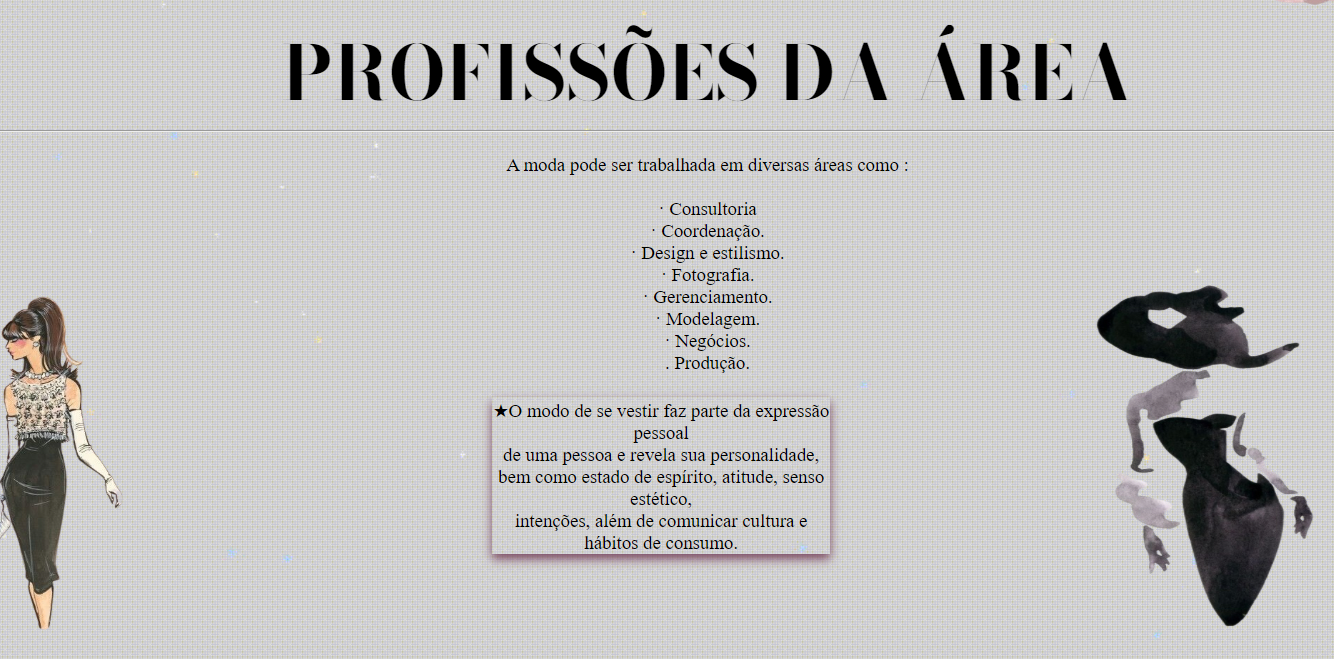 PROFISSÕES DA ÁREA
A moda pode ser trabalhada em diversas áreas como :
· Consultoria
· Coordenação.
· Design e estilismo.
· Fotografia.
· Gerenciamento.
· Modelagem.
· Negócios.
. Produção.
★O modo de se vestir faz parte da expressão
pessoal
de uma pessoa e revela sua personalidade,
bem como estado de espírito, atitude, senso
estético,
intenções, além de comunicar cultura e
hábitos de consumo.